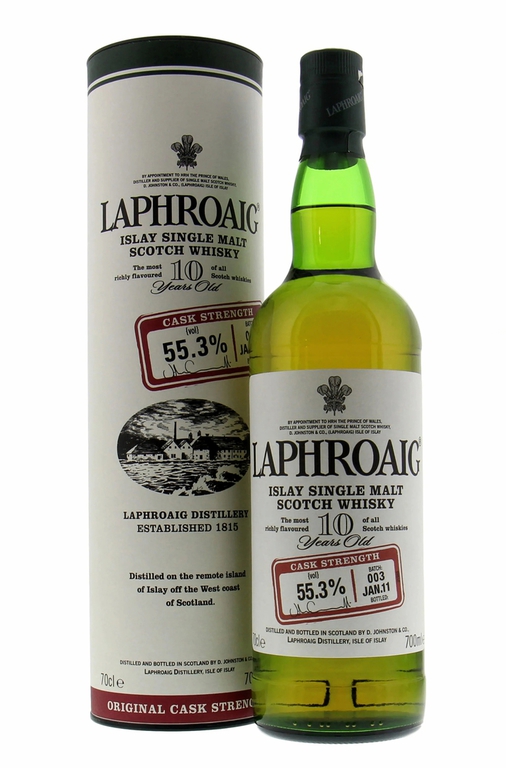 BY APPOINTMENT TO HRH THE PRINCE OF WALES,
DISTILLER AND SUPPLIER OF SINGLE MALT SCOTCH WHISKY,
D. JOHNSTON & CO., (LAPHROAIG) ISLE OF ISLAY
LAPHROAIG®
ISLAY SINGLE MALT
SCOTCH WHISKY
The most richly flavoured 10 of all Scotch whiskies
Years Old
CASK STRENGTH
(vol)
55.3%
LAPHROAIG DISTILLERY
ESTABLISHED 1815
Distilled on the remote island
of Islay off the West coast
of Scotland.
DISTILLED AND BOTTLED IN SCOTLAND BY D. JOHNSTON &
LAPHROAIG DISTILLERY, ISLE OF ISLAY
70cl e
ORIGINAL CASK
LAPHROAIG
BY APPOINTMENT TO HRH THE PRINCE OF WALES,
DISTILLER AND SUPPLIER OF SINGLE MALT SCOTCH WHISKY,
D. JOHNSTON & CO., (LAPHROAIG) ISLE OF ISLAY
LAPHROAIG®
ISLAY SINGLE MALT
SCOTCH WHISKY
The most richly flavoured 10 of all Scotch whiskies
Years Old
CASK STRENGTH
(vol)
55.3%
BATCH:
003
JAN.11
BOTTLED:
DISTILLED AND BOTTLED IN SCOTLAND BY D. JOHNSTON & CO.,
LAPHROAIG DISTILLERY, ISLE OF ISLAY